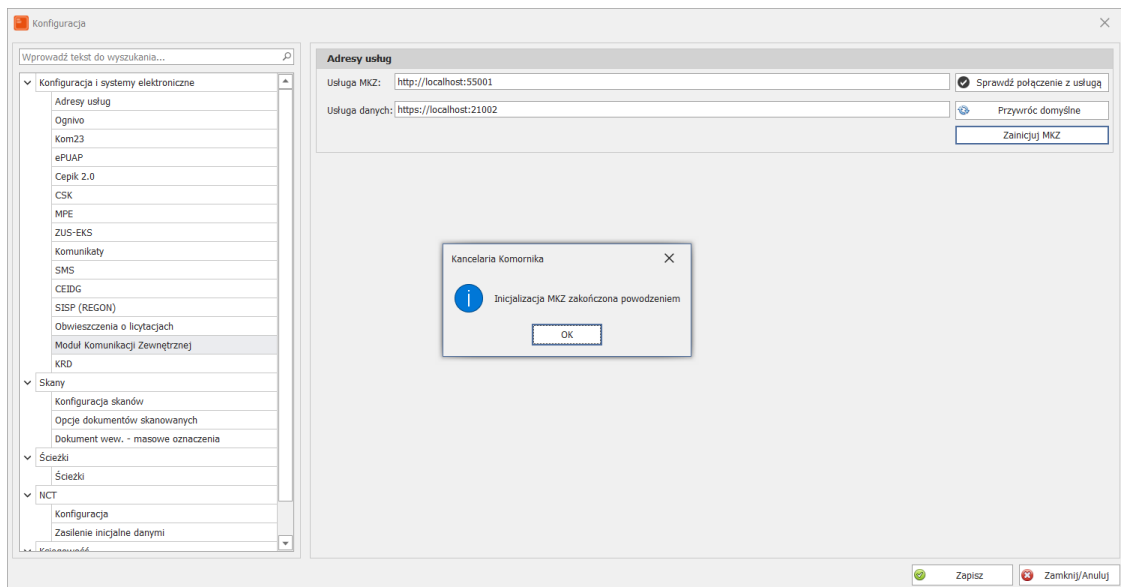 Konfiguracja
Wprowadź tekst do wyszukania...
Konfiguracja i systemy elektroniczne
Adresy usług
Ognivo
Kom23
ePUAP
Cepik 2.0
CSK
MPE
ZUS-EKS
Komunikaty
SMS
CEIDG
SISP (REGON)
Obwieszczenia o licytacjach
Moduł Komunikacji Zewnętrznej
KRD
Skany
Konfiguracja skanów
Opcje dokumentów skanowanych
Dokument wew. - masowe oznaczenia
Ścieżki
Ścieżki
NCT
Konfiguracja
Zasilenie inicjalne danymi
Księgowość
Adresy usług
Usługa MKZ: http://localhost:55001 Sprawdź połączenie z usługą
Usługa danych: https://localhost:21002 Przywróc domyślne
Zainicjuj MKZ
Kancelaria Komornika
Inicjalizacja MKZ zakończona powodzeniem
OK
Zapisz Zamknij/Anuluj